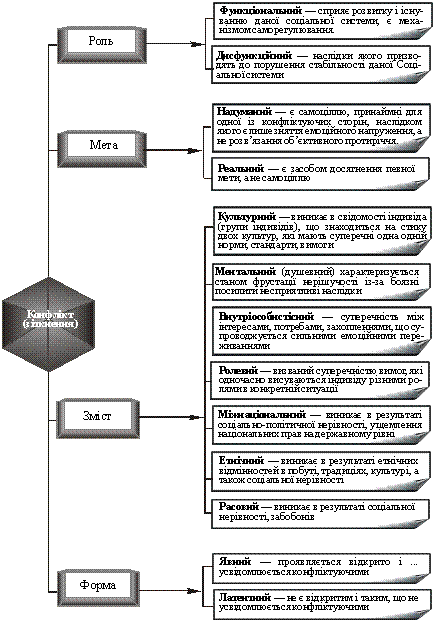 Функціональний — сприяє розвитку і існу-
ванню даної соціальної системи, є меха-
нізмом саморегулювання
Роль
Дисфункційний — наслідки якого призво-
дять до порушення стабільності даної Соці-
альної системи
Надуманий — є самоціллю, принаймні для
одної із конфліктуючих сторін, наслідком
якого є лише зняття емоційного напруження, а
не розв’язання об’єктивного протиріччя.
Мета
Реальний — є засобом досягнення певної
мети, а не самоціллю
Культурний — виникає в свідомості індивіда
(групи індивідів), що знаходиться на стику
двох культур, які мають суперечні одна одній
норми, стандарти, вимоги
Ментальний (душевний) характеризується
станом фрустації нерішучості із-за боязні
посилити несприятливі наслідки
Конфлікт
(зіткнення)
Внутріособистісний — суперечність між
інтересами, потребами, захопленнями, що су-
проводжується сильними емоційними пере-
живаннями
Ролевий — визваний суперечністю вимог, які
одночасно висуваються індивіду різними ро-
лями в конкретній ситуації
Зміст
Міжнаціональний — виникає в результаті
соціально-політичної нерівності, ущемлення
національних прав на державному рівні
Етнічний — виникає в результаті етнічних
відмінностей в побуті, традиціях, культурі, а
також соціальної нерівності
Расовий — виникає в результаті соціальної
нерівності, забобонів
Явний — проявляється відкрито і ...
усвідомлюється конфліктуючими
Форма
Латентний — не є відкритим і таким, що не
усвідомлюється конфліктуючими